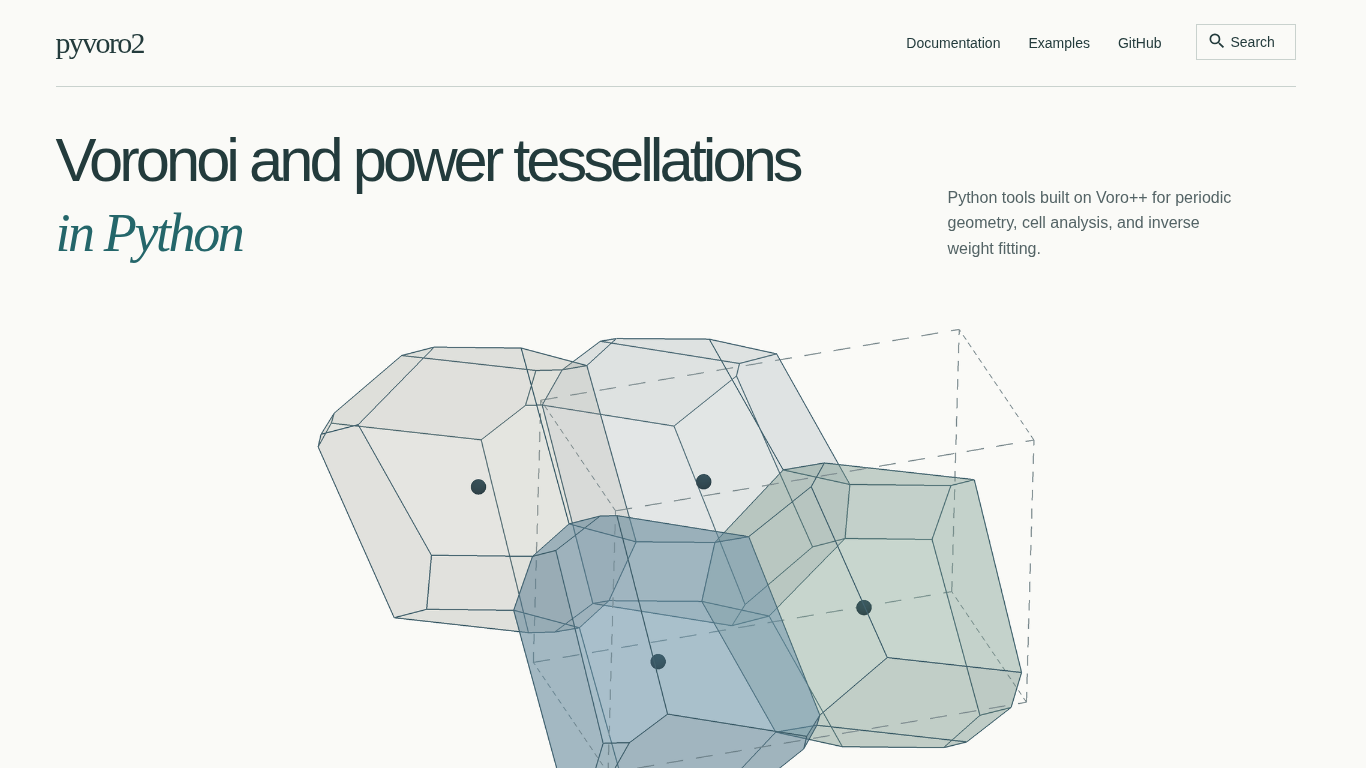 pyvoro2
Documentation
Examples
GitHub
Search
Voronoi and power tessellations
in Python
Python tools built on Voro++ for periodic
geometry, cell analysis, and inverse
weight fitting.